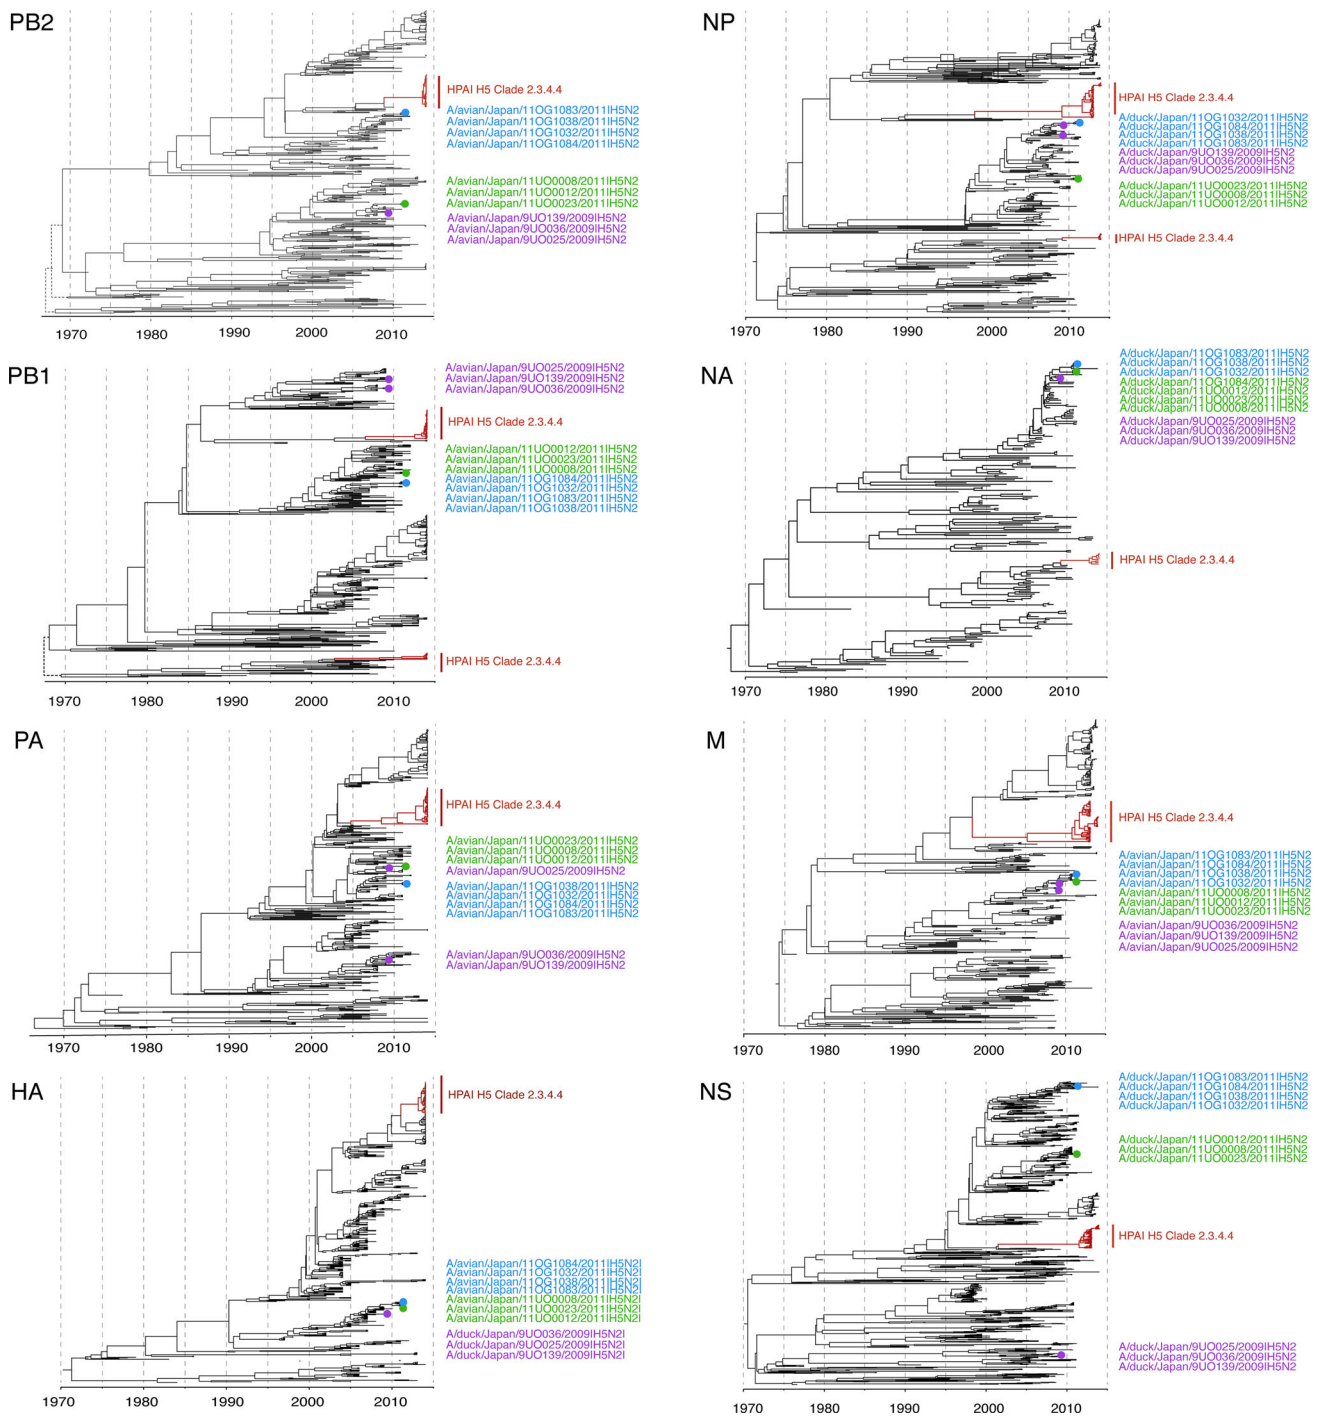 PB2
HPAI H5 Clade 2.3.4.4
A/avian/Japan/11OG1083/2011|H5N2
A/avian/Japan/11OG1038/2011|H5N2
A/avian/Japan/11OG1032/2011|H5N2
A/avian/Japan/11OG1084/2011|H5N2
A/avian/Japan/11UO0008/2011|H5N2
A/avian/Japan/11UO0012/2011|H5N2
A/avian/Japan/11UO0023/2011|H5N2
A/avian/Japan/9UO139/2009|H5N2
A/avian/Japan/9UO036/2009|H5N2
A/avian/Japan/9UO025/2009|H5N2
1970 1980 1990 2000 2010
NP
HPAI H5 Clade 2.3.4.4
A/duck/Japan/11OG1032/2011|H5N2
A/duck/Japan/11OG1084/2011|H5N2
A/duck/Japan/11OG1038/2011|H5N2
A/duck/Japan/11OG1083/2011|H5N2
A/duck/Japan/9UO139/2009|H5N2
A/duck/Japan/9UO036/2009|H5N2
A/duck/Japan/9UO025/2009|H5N2
A/duck/Japan/11UO0023/2011|H5N2
A/duck/Japan/11UO0008/2011|H5N2
A/duck/Japan/11UO0012/2011|H5N2
HPAI H5 Clade 2.3.4.4
1970 1980 1990 2000 2010
PB1
A/avian/Japan/9UO025/2009|H5N2
A/avian/Japan/9UO139/2009|H5N2
A/avian/Japan/9UO036/2009|H5N2
HPAI H5 Clade 2.3.4.4
A/avian/Japan/11UO0012/2011|H5N2
A/avian/Japan/11UO0023/2011|H5N2
A/avian/Japan/11UO0008/2011|H5N2
A/avian/Japan/11OG1084/2011|H5N2
A/avian/Japan/11OG1032/2011|H5N2
A/avian/Japan/11OG1083/2011|H5N2
A/avian/Japan/11OG1038/2011|H5N2
HPAI H5 Clade 2.3.4.4
1970 1980 1990 2000 2010
NA
A/duck/Japan/11OG1083/2011|H5N2
A/duck/Japan/11OG1038/2011|H5N2
A/duck/Japan/11OG1032/2011|H5N2
A/duck/Japan/11OG1084/2011|H5N2
A/duck/Japan/11UO0012/2011|H5N2
A/duck/Japan/11UO0023/2011|H5N2
A/duck/Japan/11UO0008/2011|H5N2
A/duck/Japan/9UO025/2009|H5N2
A/duck/Japan/9UO036/2009|H5N2
A/duck/Japan/9UO139/2009|H5N2
HPAI H5 Clade 2.3.4.4
1970 1980 1990 2000 2010
PA
HPAI H5 Clade 2.3.4.4
A/avian/Japan/11UO0023/2011|H5N2
A/avian/Japan/11UO0008/2011|H5N2
A/avian/Japan/11UO0012/2011|H5N2
A/avian/Japan/9UO025/2009|H5N2
A/avian/Japan/11OG1038/2011|H5N2
A/avian/Japan/11OG1032/2011|H5N2
A/avian/Japan/11OG1084/2011|H5N2
A/avian/Japan/11OG1083/2011|H5N2
A/avian/Japan/9UO036/2009|H5N2
A/avian/Japan/9UO139/2009|H5N2
1970 1980 1990 2000 2010
M
HPAI H5 Clade 2.3.4.4
A/avian/Japan/11OG1083/2011|H5N2
A/avian/Japan/11OG1084/2011|H5N2
A/avian/Japan/11OG1038/2011|H5N2
A/avian/Japan/11OG1032/2011|H5N2
A/avian/Japan/11UO0008/2011|H5N2
A/avian/Japan/11UO0012/2011|H5N2
A/avian/Japan/11UO0023/2011|H5N2
A/avian/Japan/9UO036/2009|H5N2
A/avian/Japan/9UO139/2009|H5N2
A/avian/Japan/9UO025/2009|H5N2
1970 1980 1990 2000 2010
HA
HPAI H5 Clade 2.3.4.4
A/avian/Japan/11OG1084/2011|H5N2|
A/avian/Japan/11OG1032/2011|H5N2|
A/avian/Japan/11OG1038/2011|H5N2|
A/avian/Japan/11OG1083/2011|H5N2|
A/avian/Japan/11UO0008/2011|H5N2|
A/avian/Japan/11UO0023/2011|H5N2|
A/avian/Japan/11UO0012/2011|H5N2|
A/duck/Japan/9UO036/2009|H5N2|
A/duck/Japan/9UO025/2009|H5N2|
A/duck/Japan/9UO139/2009|H5N2|
1970 1980 1990 2000 2010
NS
A/duck/Japan/11OG1083/2011|H5N2
A/duck/Japan/11OG1084/2011|H5N2
A/duck/Japan/11OG1038/2011|H5N2
A/duck/Japan/11OG1032/2011|H5N2
A/duck/Japan/11UO0012/2011|H5N2
A/duck/Japan/11UO0008/2011|H5N2
A/duck/Japan/11UO0023/2011|H5N2
HPAI H5 Clade 2.3.4.4
A/duck/Japan/9UO025/2009|H5N2
A/duck/Japan/9UO036/2009|H5N2
A/duck/Japan/9UO139/2009|H5N2
1970 1980 1990 2000 2010